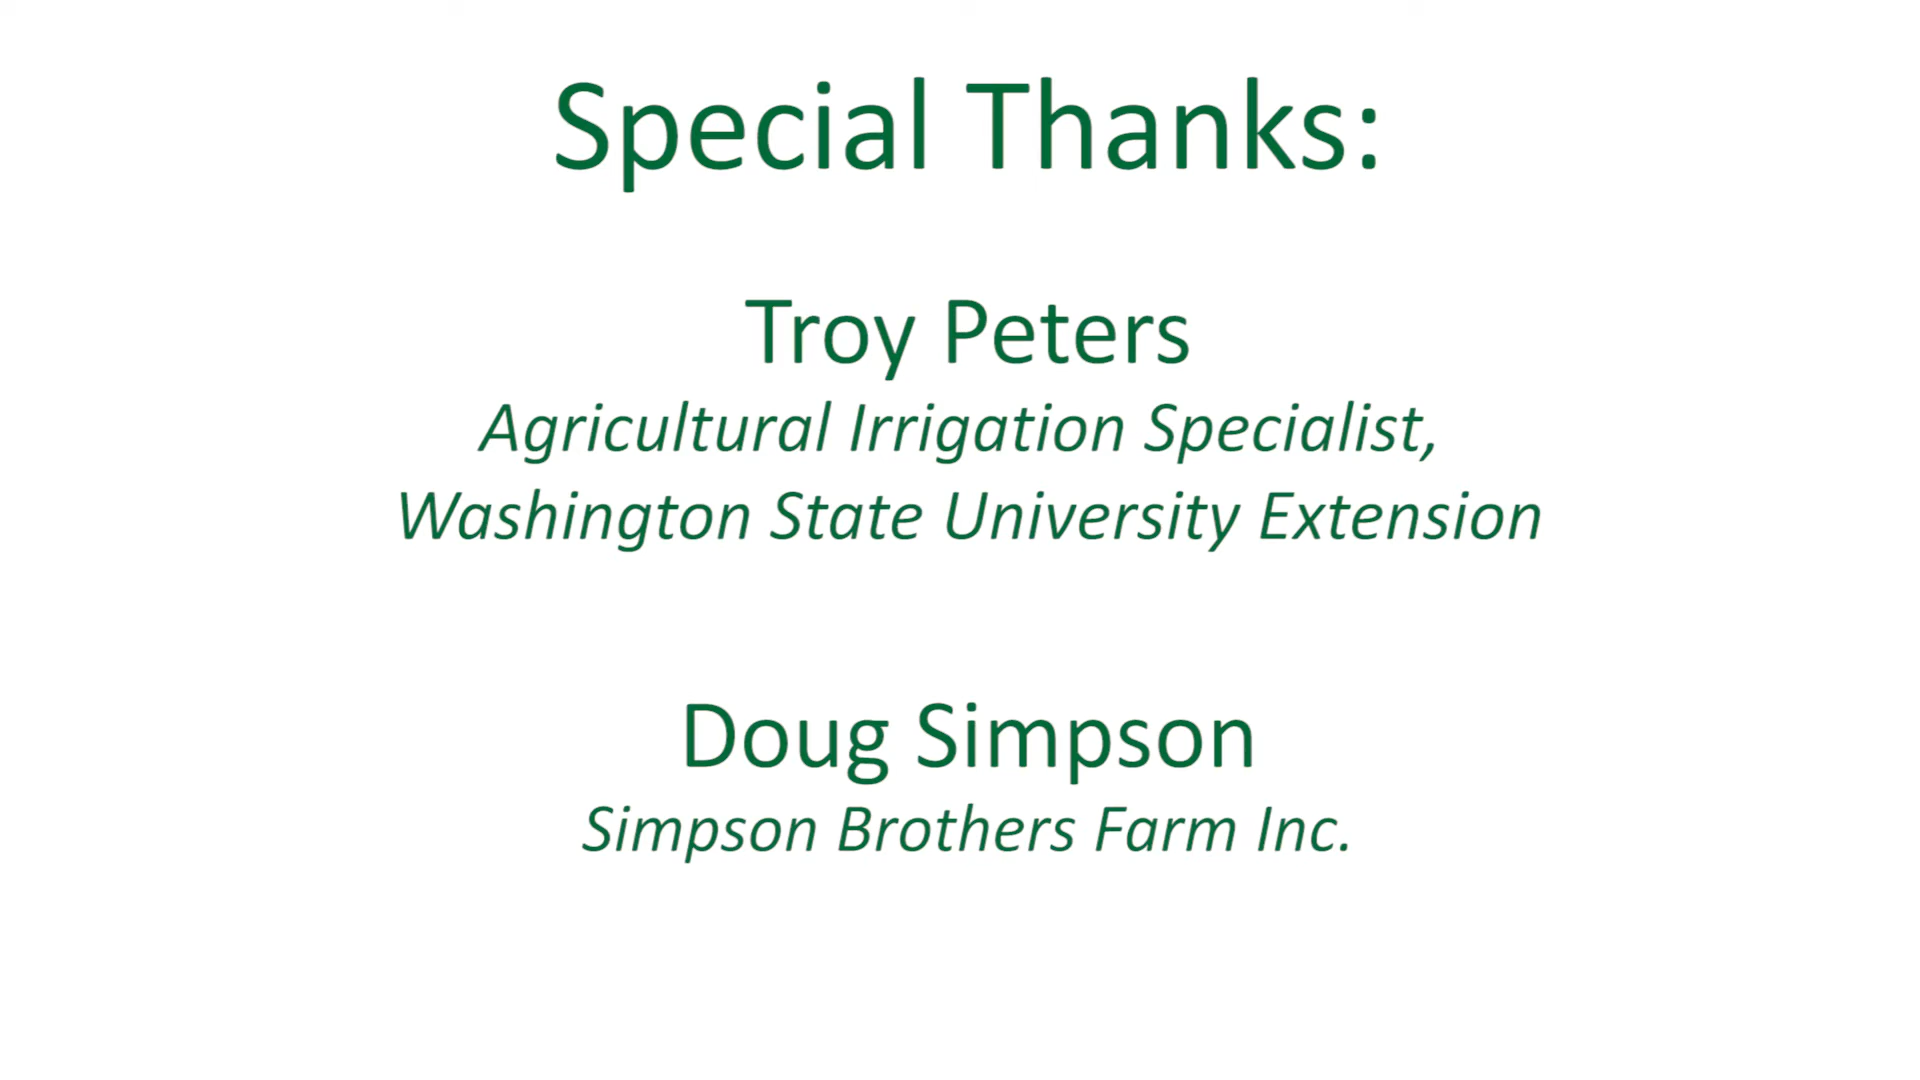 Special Thanks:
Troy Peters
Agricultural Irrigation Specialist,
Washington State University Extension
Doug Simpson
Simpson Brothers Farm Inc.